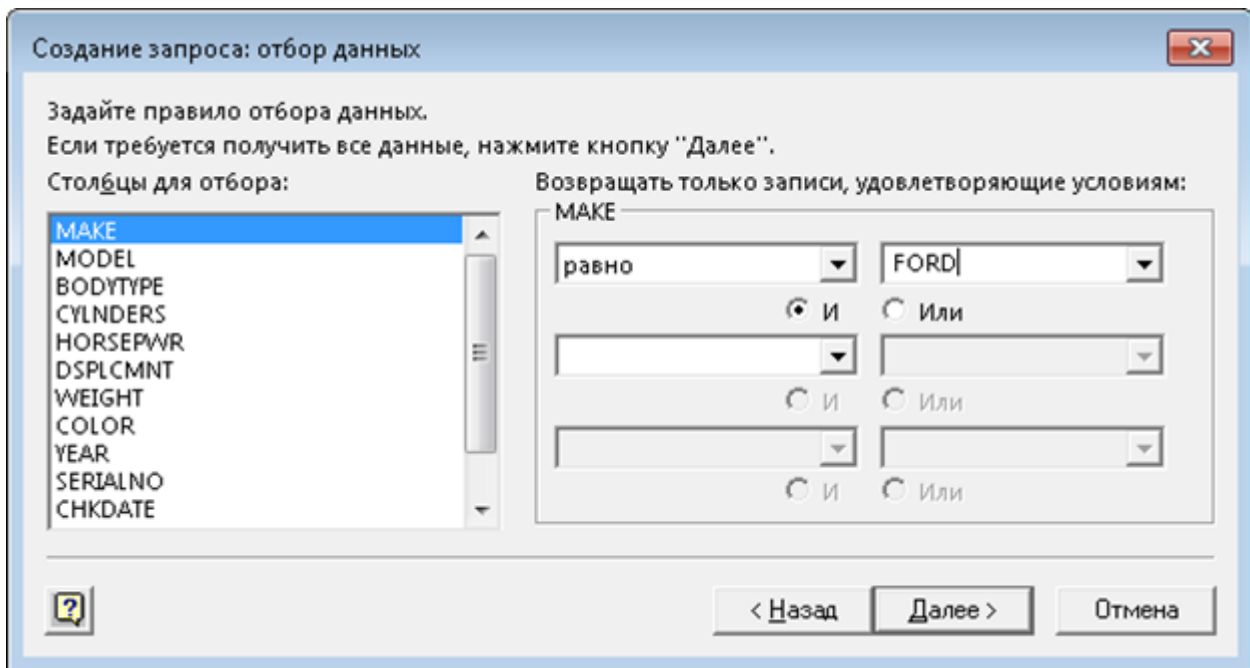 Создание запроса: отбор данных
Задайте правило отбора данных.
Если требуется получить все данные, нажмите кнопку "Далее".
Столбцы для отбора:
MAKE
MODEL
BODYTYPE
CYLNDERS
HORSEPWR
DSPLCMNT
WEIGHT
COLOR
YEAR
SERIALNO
CHKDATE
Возвращать только записи, удовлетворяющие условиям:
MAKE
равно FORD
И Или
И Или
И Или
< Назад Далее > Отмена